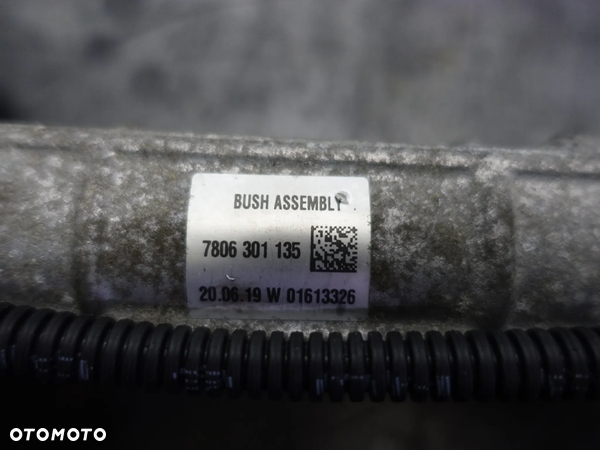 BUSH ASSEMBLY
7806 301 135
20.06.19 W 01613326
OTOMOTO